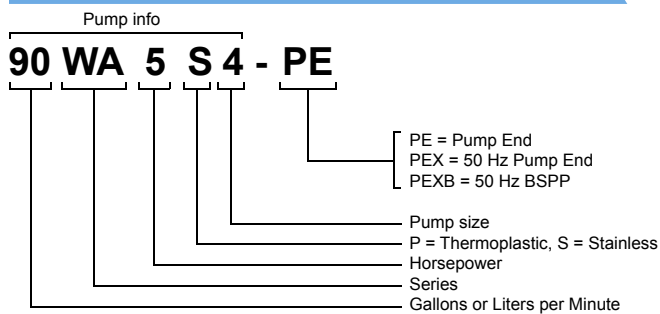 Pump info
90 WA 5 S 4 - PE
PE = Pump End
PEX = 50 Hz Pump End
PEXB = 50 Hz BSPP
Pump size
P = Thermoplastic, S = Stainless
Horsepower
Series
Gallons or Liters per Minute